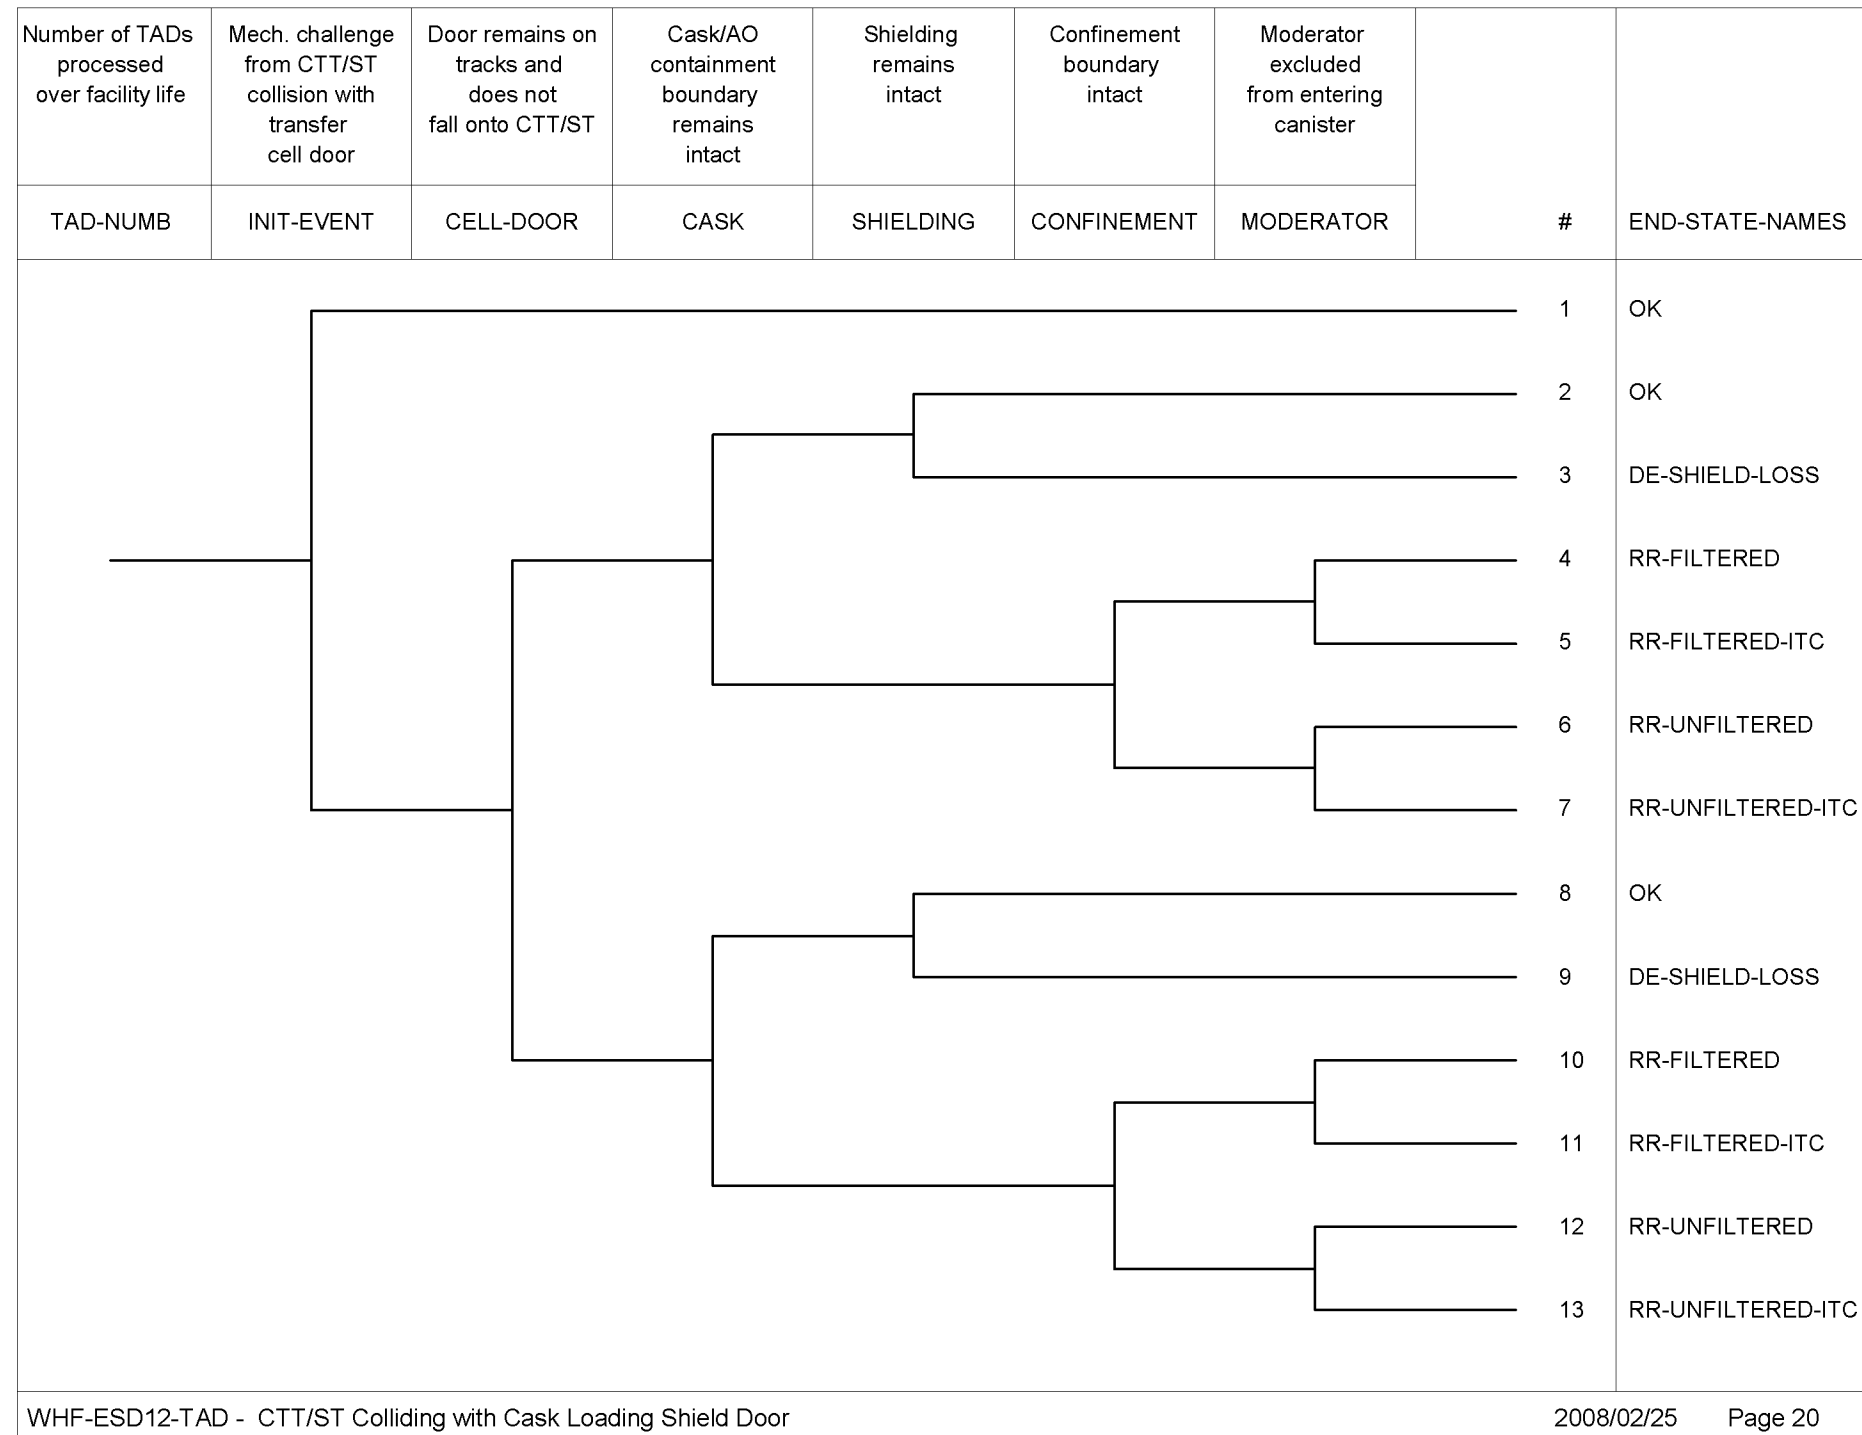 Number of TADs
processed
over facility life
Mech. challenge
from CTT/ST
collision with
transfer
cell door
Door remains on
tracks and
does not
fall onto CTT/ST
Cask/AO
containment
boundary
remains
intact
Shielding
remains
intact
Confinement
boundary
intact
Moderator
excluded
from entering
canister
TAD-NUMB
INIT-EVENT
CELL-DOOR
CASK
SHIELDING
CONFINEMENT
MODERATOR
#
END-STATE-NAMES
1 OK
2 OK
3 DE-SHIELD-LOSS
4 RR-FILTERED
5 RR-FILTERED-ITC
6 RR-UNFILTERED
7 RR-UNFILTERED-ITC
8 OK
9 DE-SHIELD-LOSS
10 RR-FILTERED
11 RR-FILTERED-ITC
12 RR-UNFILTERED
13 RR-UNFILTERED-ITC
WHF-ESD12-TAD - CTT/ST Colliding with Cask Loading Shield Door 2008/02/25 Page 20